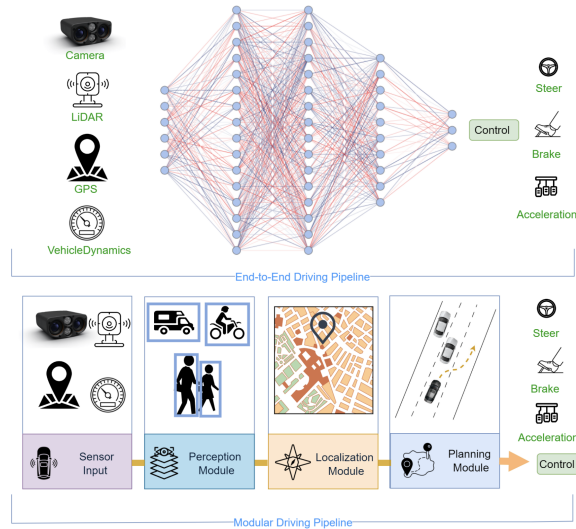 Camera
LiDAR
GPS
VehicleDynamics
Control
Steer
Brake
Acceleration
End-to-End Driving Pipeline
Sensor
Input
Perception
Module
Localization
Module
Planning
Module
Steer
Brake
Acceleration
Control
Modular Driving Pipeline